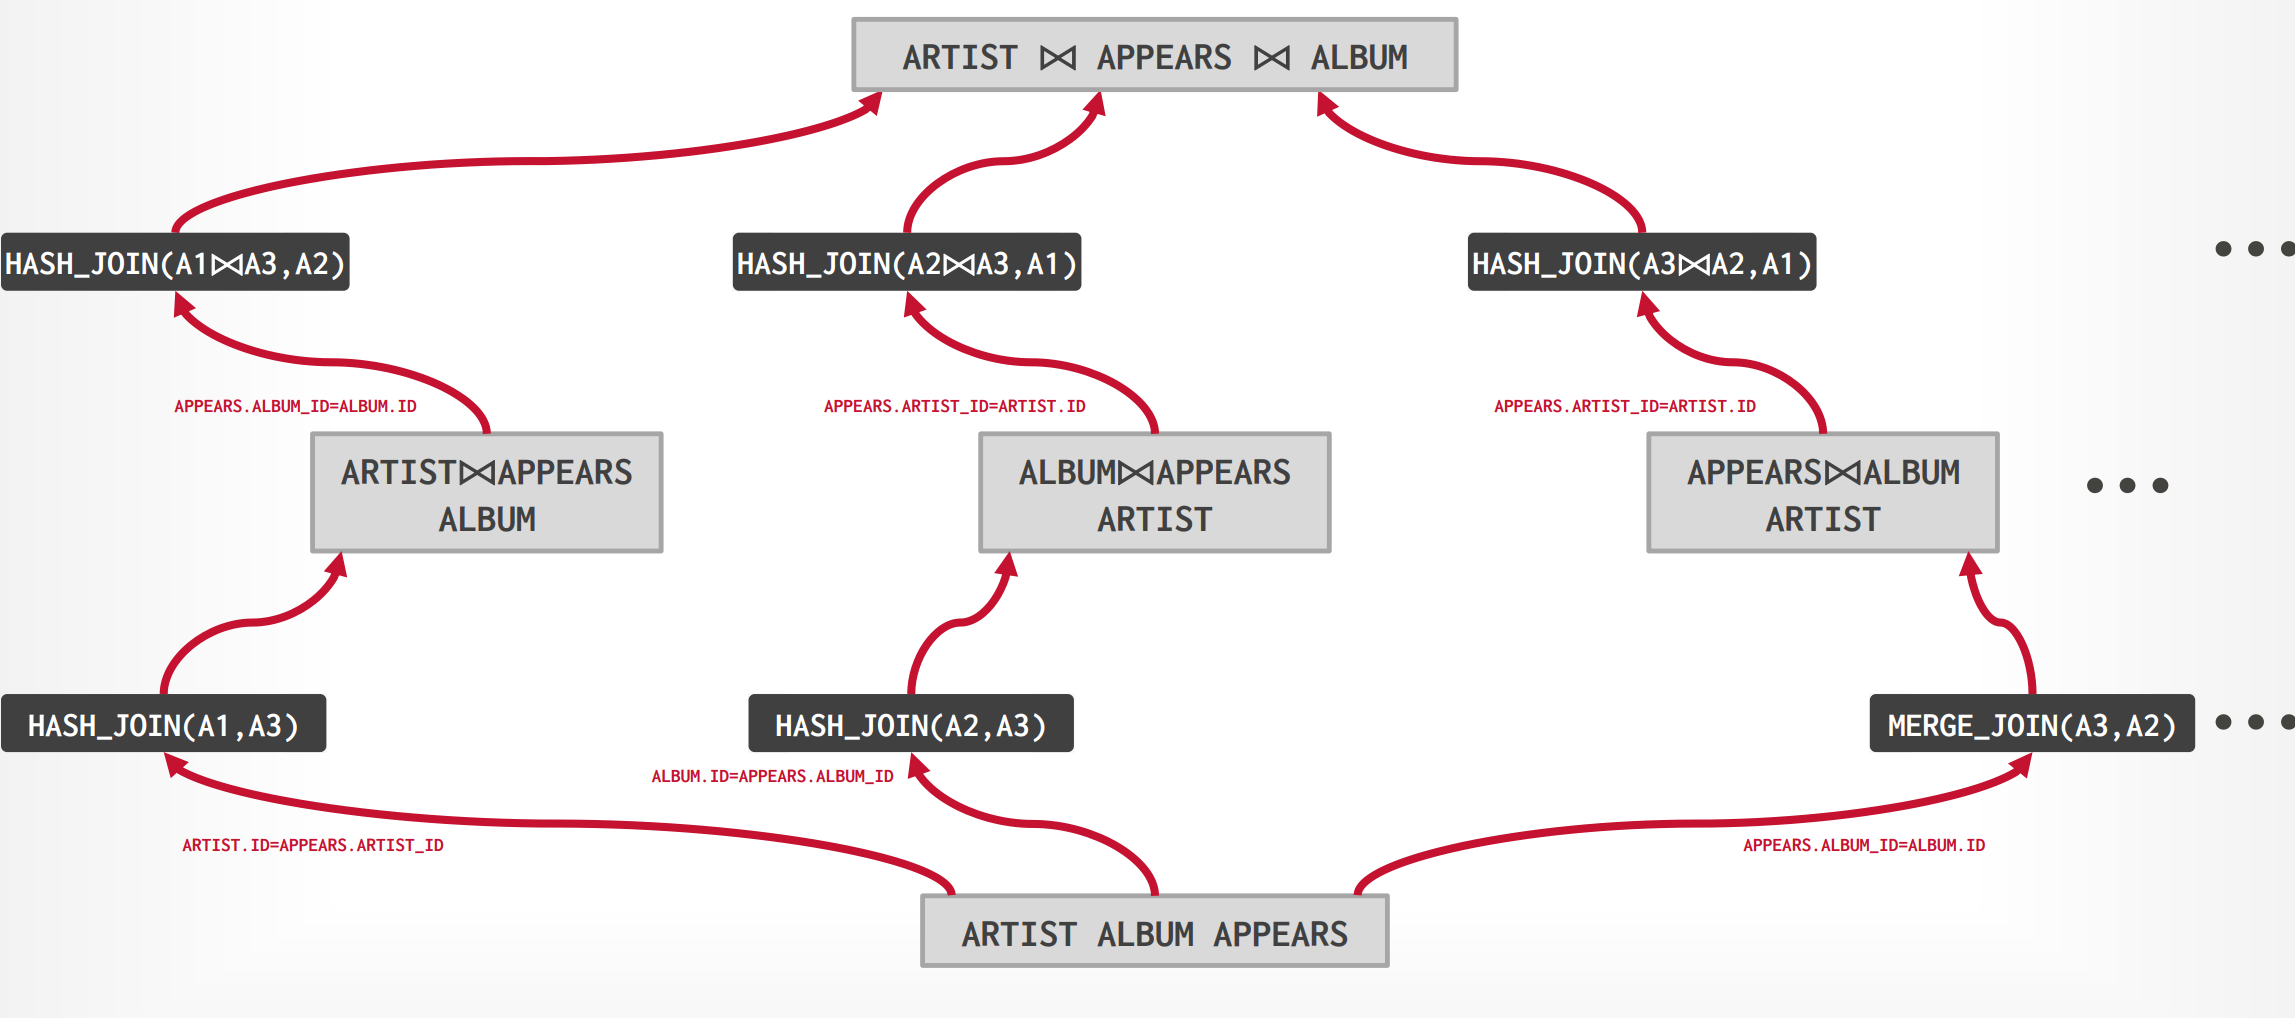 ARTIST ⋈ APPEARS ⋈ ALBUM
HASH_JOIN(A1⋈A3,A2)
HASH_JOIN(A2⋈A3,A1)
HASH_JOIN(A3⋈A2,A1)
APPEARS.ALBUM_ID=ALBUM.ID
APPEARS.ARTIST_ID=ARTIST.ID
APPEARS.ARTIST_ID=ARTIST.ID
ARTIST⋈APPEARS
ALBUM
ALBUM⋈APPEARS
ARTIST
APPEARS⋈ALBUM
ARTIST
HASH_JOIN(A1,A3)
HASH_JOIN(A2,A3)
MERGE_JOIN(A3,A2)
ALBUM.ID=APPEARS.ALBUM_ID
ARTIST.ID=APPEARS.ARTIST_ID
APPEARS.ALBUM_ID=ALBUM.ID
ARTIST ALBUM APPEARS